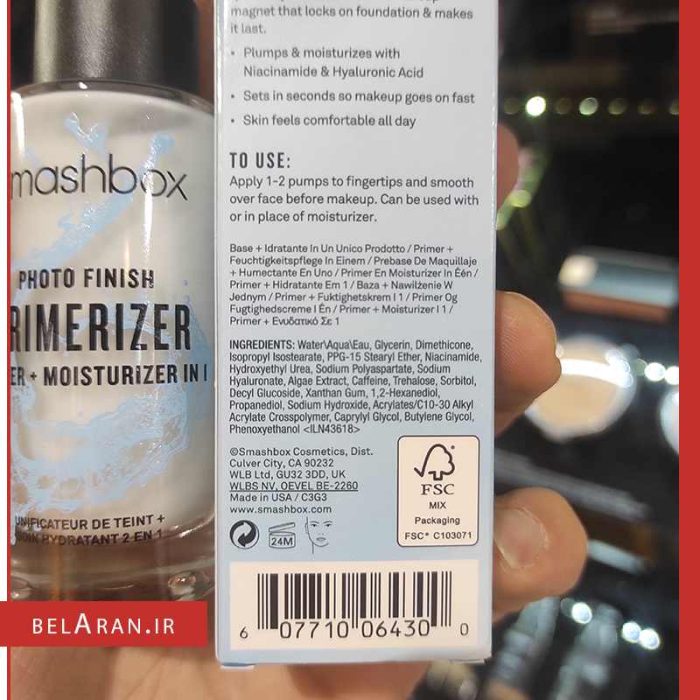 magnet that locks on foundation & makes
it last.
• Plumps & moisturizes with
Niacinamide & Hyaluronic Acid
• Sets in seconds so makeup goes on fast
• Skin feels comfortable all day
TO USE:
Apply 1-2 pumps to fingertips and smooth
over face before makeup. Can be used with
or in place of moisturizer.
Base + Idratante In Un Unico Prodotto / Primer +
Feuchtigkeitspflege In Einem / Prebase De Maquillaje
+ Humectante En Uno / Primer En Moisturizer In Één /
Primer + Hidratante Em 1 / Baza + Nawilżenie W
Jednym / Primer + Fuktighetskrem I 1 / Primer Og
Fugtighedscreme I Én / Primer + Moisturizer I 1 /
Primer + Ενυδατικό Σε 1
INGREDIENTS: Water\Aqua\Eau, Glycerin, Dimethicone,
Isopropyl Isostearate, PPG-15 Stearyl Ether, Niacinamide,
Hydroxyethyl Urea, Sodium Polyaspartate, Sodium
Hyaluronate, Algae Extract, Caffeine, Trehalose, Sorbitol,
Decyl Glucoside, Xanthan Gum, 1,2-Hexanediol,
Propanediol, Sodium Hydroxide, Acrylates/C10-30 Alkyl
Acrylate Crosspolymer, Caprylyl Glycol, Butylene Glycol,
Phenoxyethanol <ILN43618>
©Smashbox Cosmetics, Dist.
Culver City, CA 90232
WLB Ltd, GU32 3DD, UK
WLBS NV, OEVEL BE-2260
Made in USA / C3G3
www.smashbox.com
24M
FSC
MIX
Packaging
FSC® C103071
6 07710 06430 0
mashbox
PHOTO FINISH
RIMERIZER
ER + MOISTURIZER IN 1
UNIFICATEUR DE TEINT +
SOIN HYDRATANT 2 EN 1
BELARAN.IR